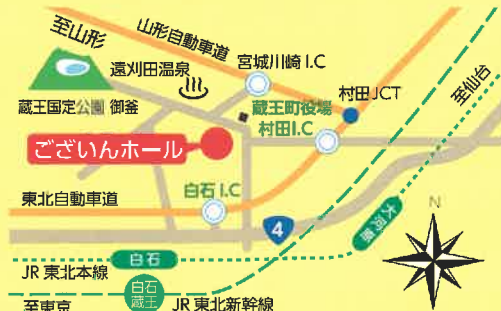 至山形
山形自動車道
遠刈田温泉
宮城川崎 I.C
至仙台
村田JCT
蔵王国定公園 御釜
蔵王町役場
村田I.C
ございんホール
白石 I.C
東北自動車道
4
大河原
N
白石
JR 東北本線
白石
蔵王
JR 東北新幹線
至東京